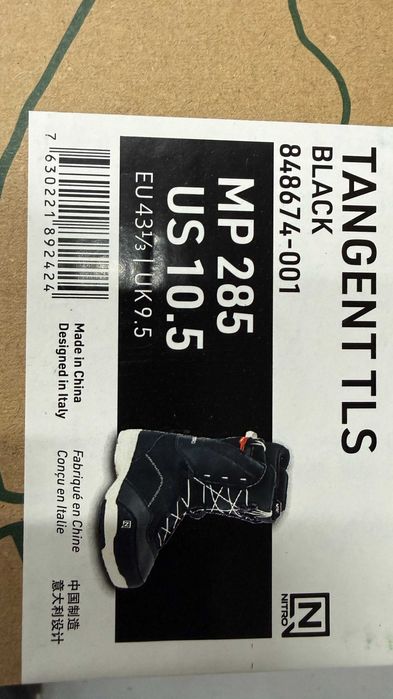 TANGENT TLS
BLACK
848674-001
MP 285
US 10.5
EU 43⅓ | UK 9.5
7 630221 892424
Made in China
Designed in Italy
Fabriqué en Chine
Conçu en Italie
中国制造
意大利设计
N
NITRO